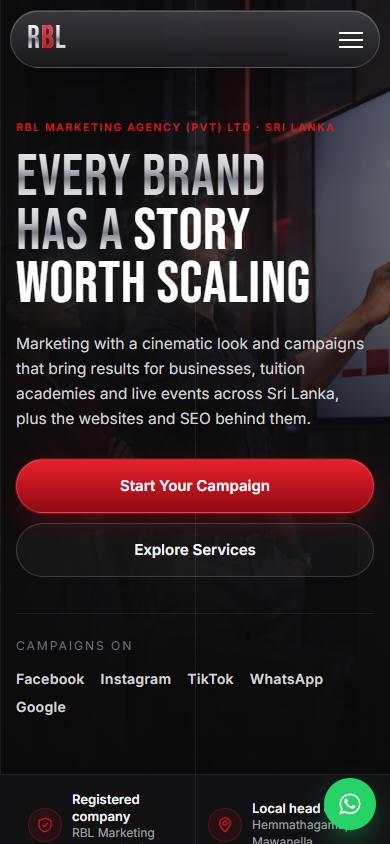 RBL
RBL MARKETING AGENCY (PVT) LTD · SRI LANKA
EVERY BRAND
HAS A STORY
WORTH SCALING
Marketing with a cinematic look and campaigns
that bring results for businesses, tuition
academies and live events across Sri Lanka,
plus the websites and SEO behind them.
Start Your Campaign
Explore Services
CAMPAIGNS ON
Facebook Instagram TikTok WhatsApp
Google
Registered
company
RBL Marketing
Local head
Mawanella